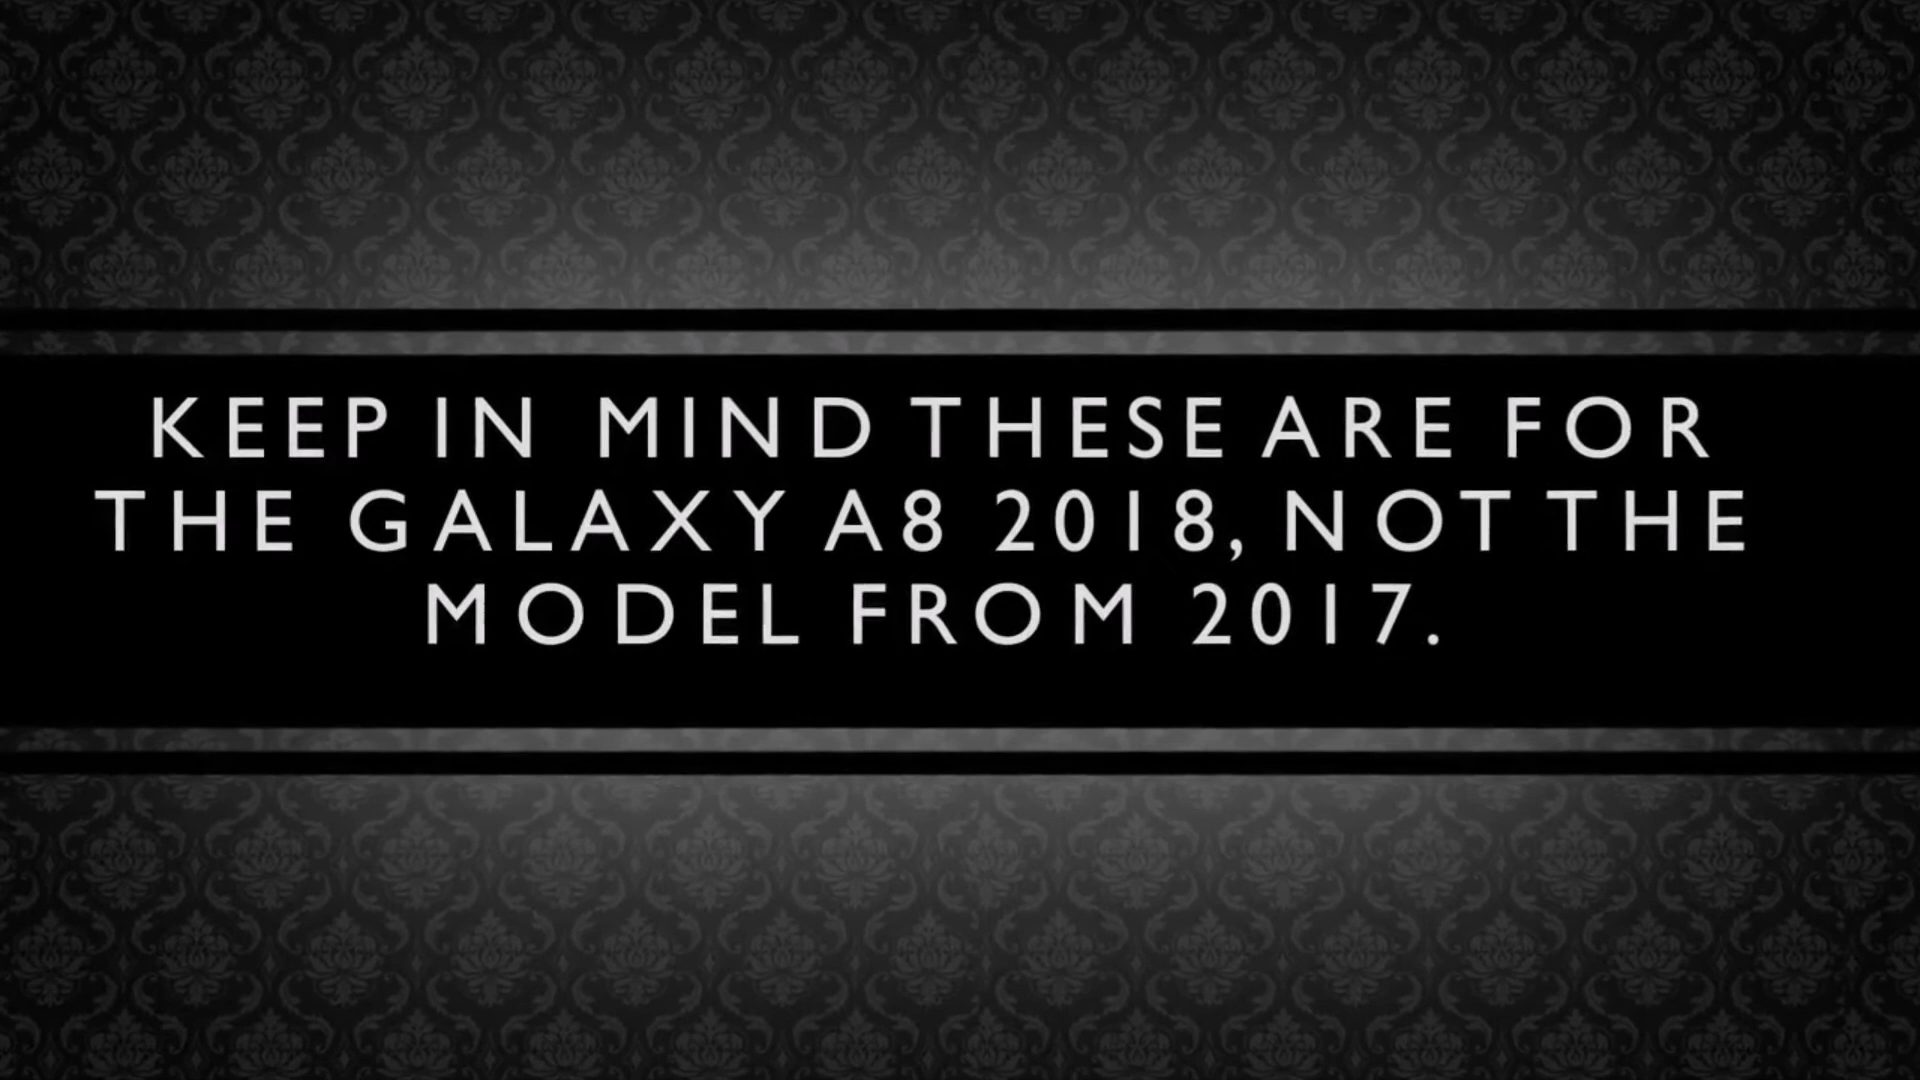 KEEP IN MIND THESE ARE FOR
THE GALAXY A8 2018, NOT THE
MODEL FROM 2017.